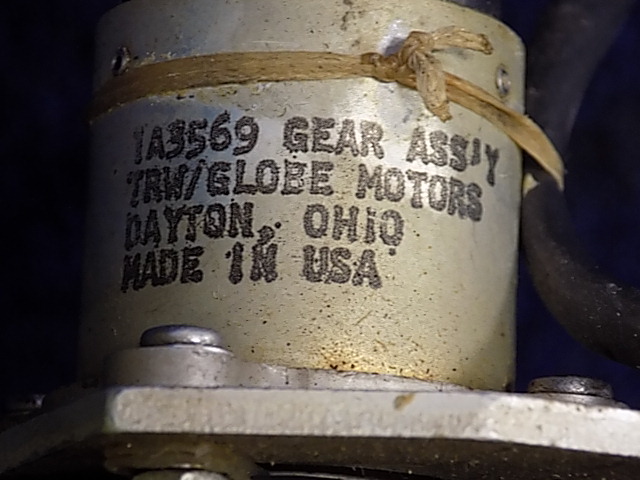 1A3569 GEAR ASS'Y
TRW/GLOBE MOTORS
DAYTON, OHIO
MADE IN USA